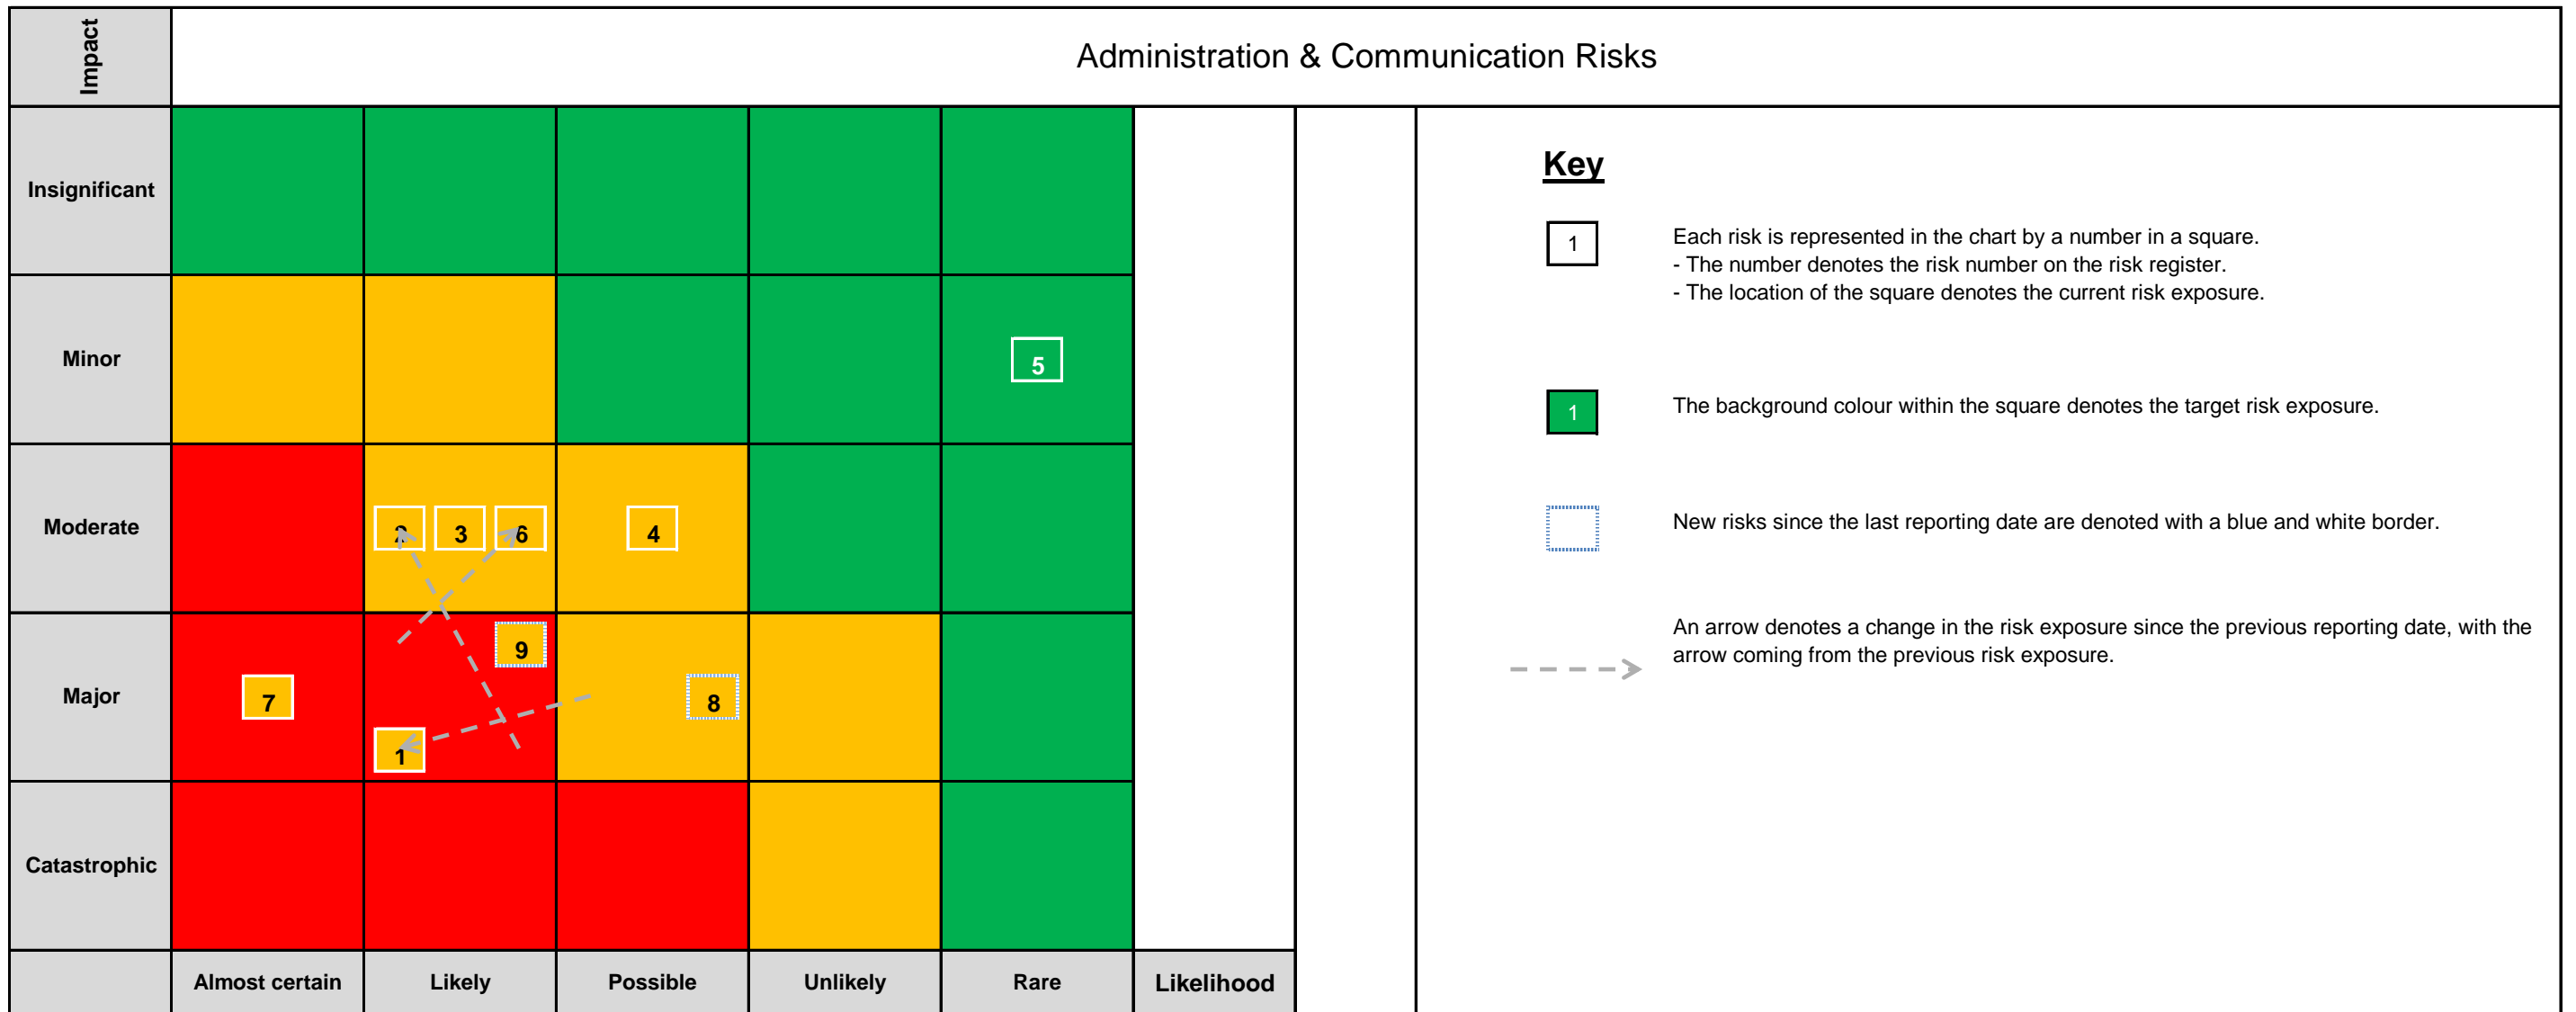 Impact
Administration & Communication Risks
Insignificant
Minor
5
Moderate
2 3 6 4
Major
9
7
8
1
Catastrophic
Almost certain Likely Possible Unlikely Rare Likelihood
Key
1
Each risk is represented in the chart by a number in a square.
- The number denotes the risk number on the risk register.
- The location of the square denotes the current risk exposure.
1
The background colour within the square denotes the target risk exposure.
New risks since the last reporting date are denoted with a blue and white border.
An arrow denotes a change in the risk exposure since the previous reporting date, with the
arrow coming from the previous risk exposure.